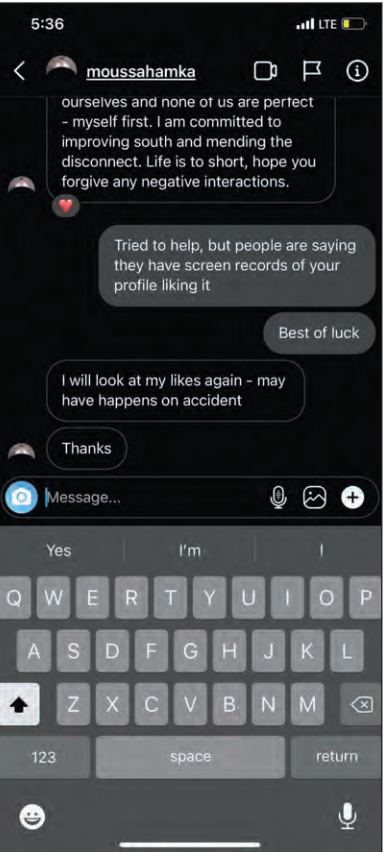 5:36
LTE
moussahamka
ourselves and none of us are perfect
- myself first. I am committed to
improving south and mending the
disconnect. Life is to short, hope you
forgive any negative interactions.
Tried to help, but people are saying
they have screen records of your
profile liking it
Best of luck
I will look at my likes again - may
have happens on accident
Thanks
Message...
Yes I'm I
Q W E R T Y U I O P
A S D F G H J K L
Z X C V B N M
123 space return